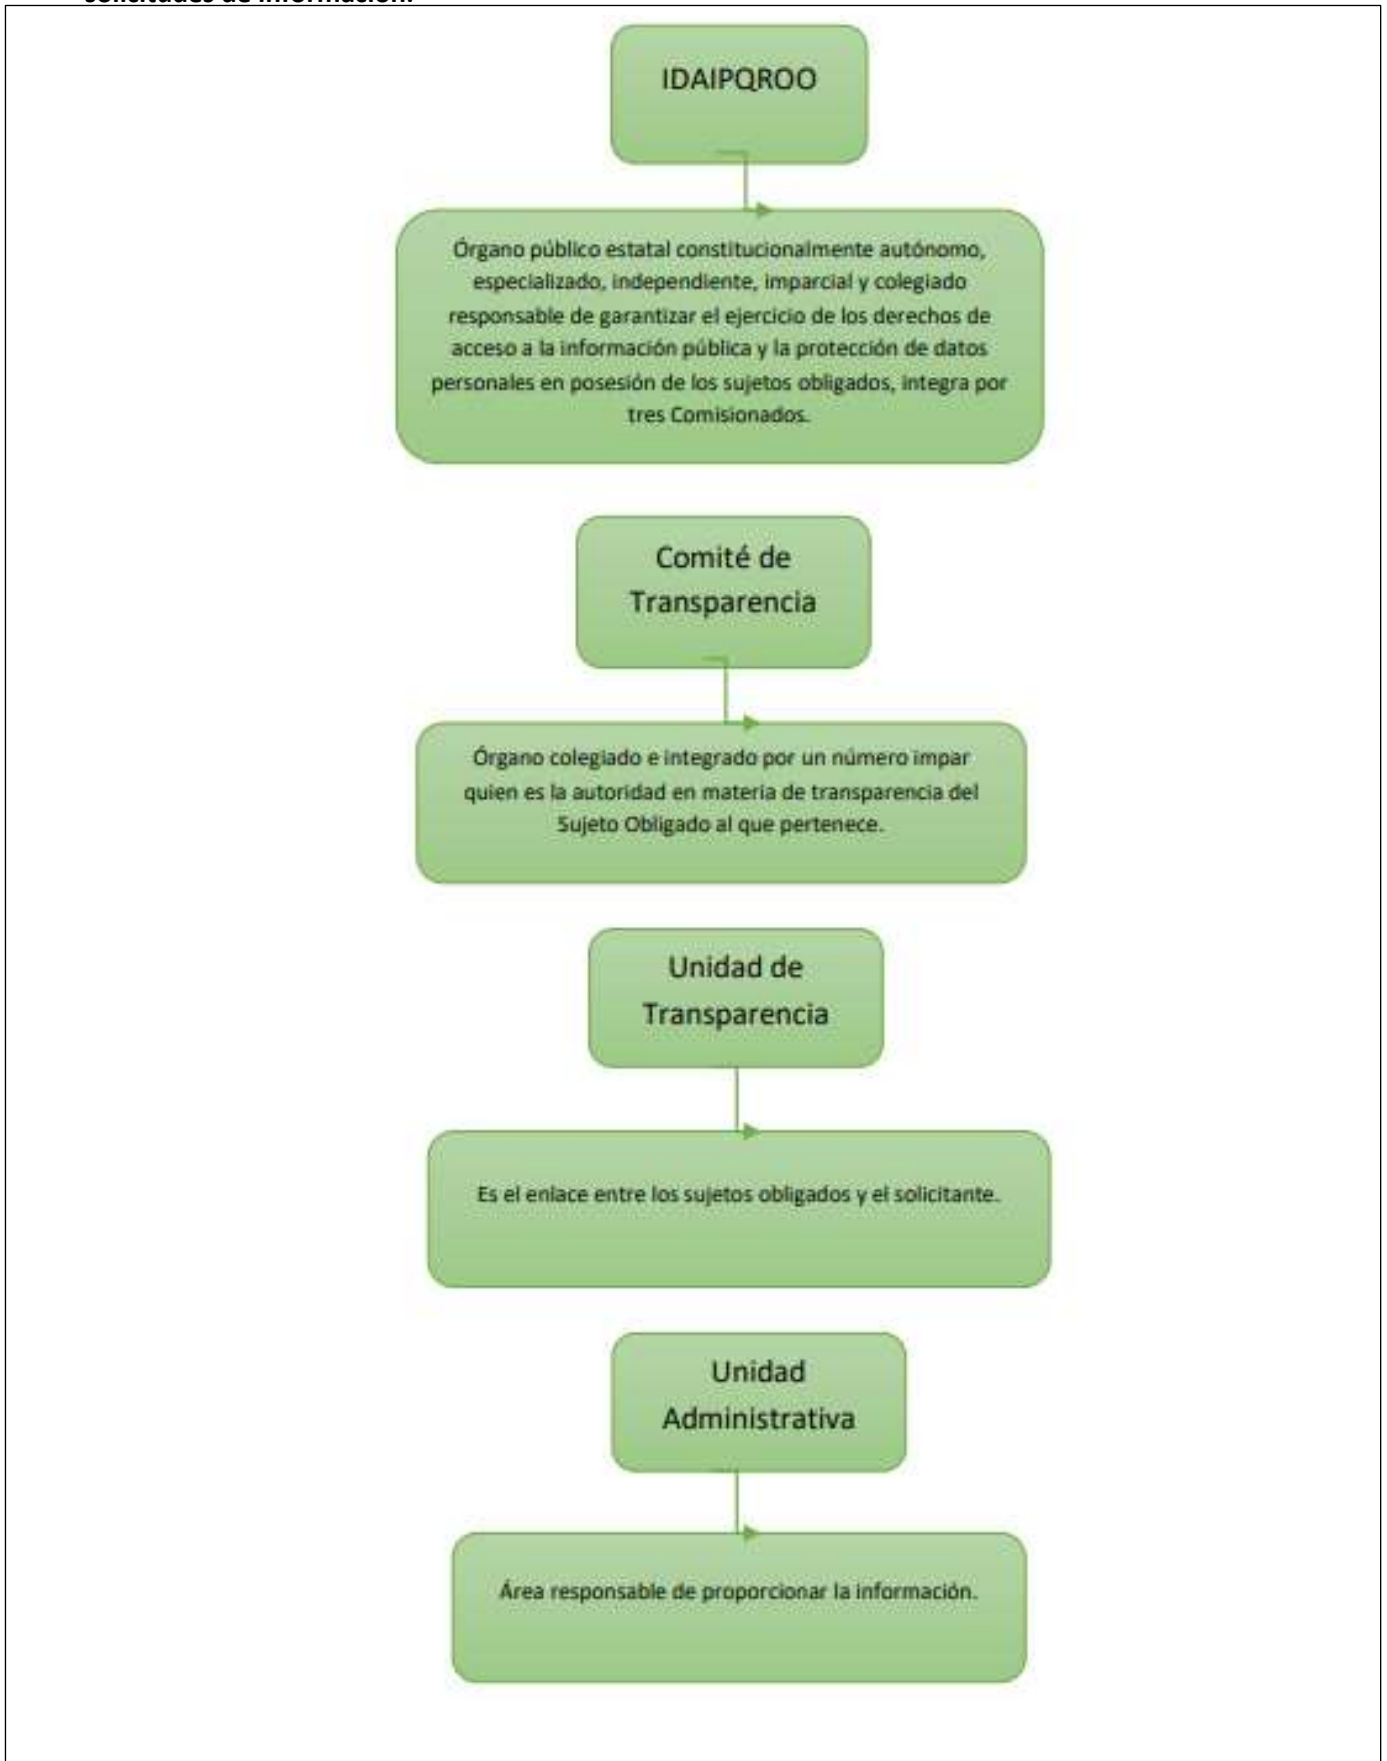 solicitudes de información.
IDAIPQROO
Órgano público estatal constitucionalmente autónomo,
especializado, independiente, imparcial y colegiado
responsable de garantizar el ejercicio de los derechos de
acceso a la información pública y la protección de datos
personales en posesión de los sujetos obligados, integra por
tres Comisionados.
Comité de
Transparencia
Órgano colegiado e integrado por un número impar
quien es la autoridad en materia de transparencia del
Sujeto Obligado al que pertenece.
Unidad de
Transparencia
Es el enlace entre los sujetos obligados y el solicitante.
Unidad
Administrativa
Área responsable de proporcionar la información.